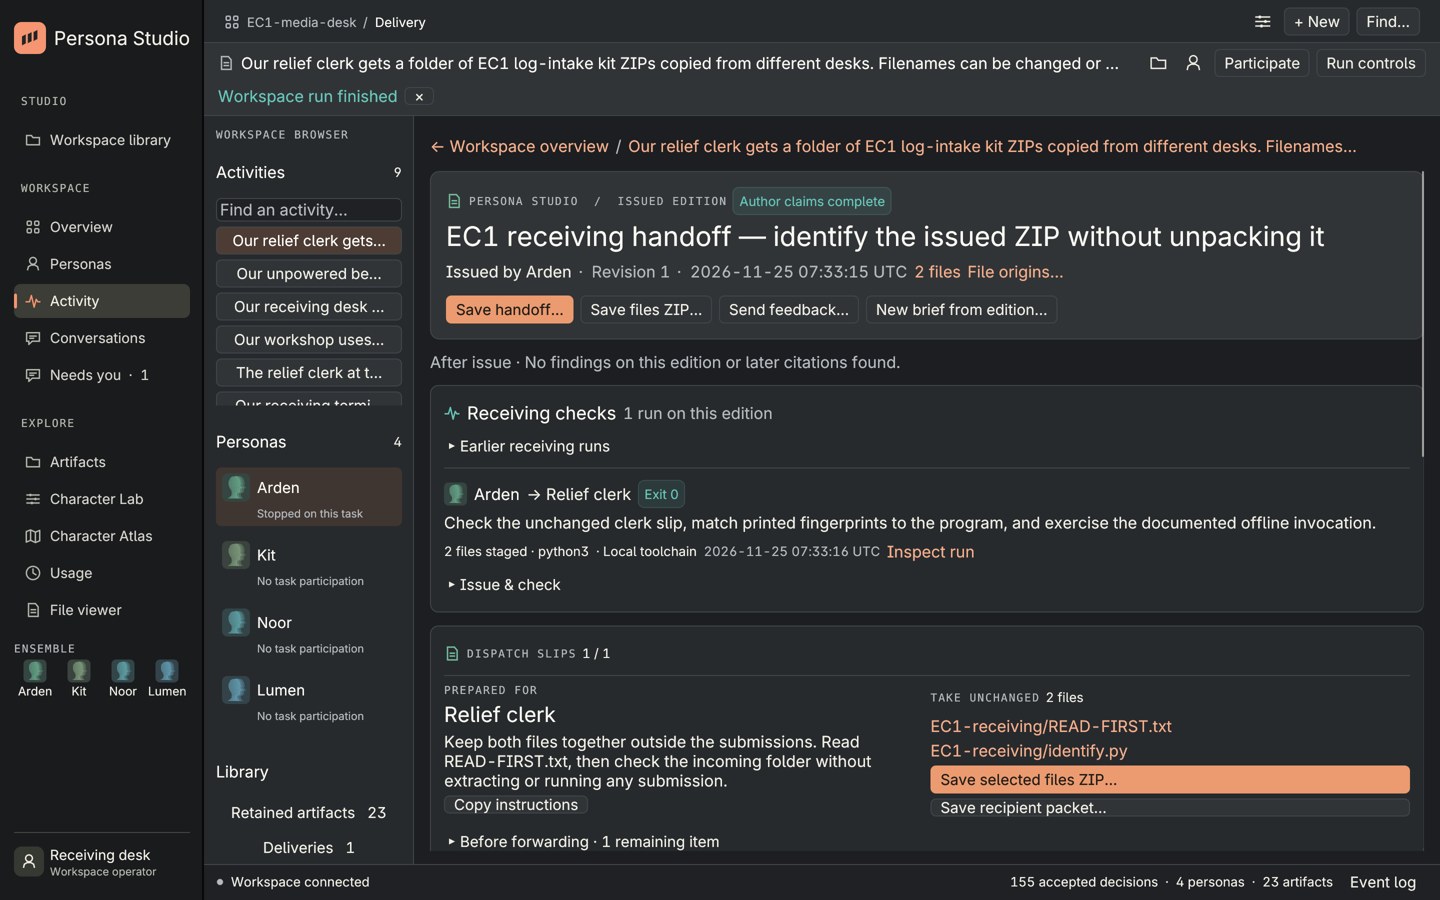 Persona Studio
STUDIO
Workspace library
WORKSPACE
Overview
Personas
Activity
Conversations
Needs you · 1
EXPLORE
Artifacts
Character Lab
Character Atlas
Usage
File viewer
ENSEMBLE
Arden Kit Noor Lumen
Receiving desk
Workspace operator
EC1-media-desk / Delivery
+ New Find...
Our relief clerk gets a folder of EC1 log-intake kit ZIPs copied from different desks. Filenames can be changed or ...
Participate Run controls
Workspace run finished ×
WORKSPACE BROWSER
Activities 9
Find an activity...
Our relief clerk gets...
Our unpowered be...
Our receiving desk ...
Our workshop uses...
The relief clerk at t...
Our receiving termi...
Personas 4
Arden
Stopped on this task
Kit
No task participation
Noor
No task participation
Lumen
No task participation
Library
Retained artifacts 23
Deliveries 1
← Workspace overview / Our relief clerk gets a folder of EC1 log-intake kit ZIPs copied from different desks. Filenames...
PERSONA STUDIO / ISSUED EDITION Author claims complete
EC1 receiving handoff — identify the issued ZIP without unpacking it
Issued by Arden · Revision 1 · 2026-11-25 07:33:15 UTC 2 files File origins...
Save handoff... Save files ZIP... Send feedback... New brief from edition...
After issue · No findings on this edition or later citations found.
Receiving checks 1 run on this edition
▸ Earlier receiving runs
Arden → Relief clerk Exit 0
Check the unchanged clerk slip, match printed fingerprints to the program, and exercise the documented offline invocation.
2 files staged · python3 · Local toolchain 2026-11-25 07:33:16 UTC Inspect run
▸ Issue & check
DISPATCH SLIPS 1 / 1
PREPARED FOR
Relief clerk
Keep both files together outside the submissions. Read
READ-FIRST.txt, then check the incoming folder without
extracting or running any submission.
Copy instructions
▸ Before forwarding · 1 remaining item
TAKE UNCHANGED 2 files
EC1-receiving/READ-FIRST.txt
EC1-receiving/identify.py
Save selected files ZIP...
Save recipient packet...
Workspace connected
155 accepted decisions · 4 personas · 23 artifacts Event log